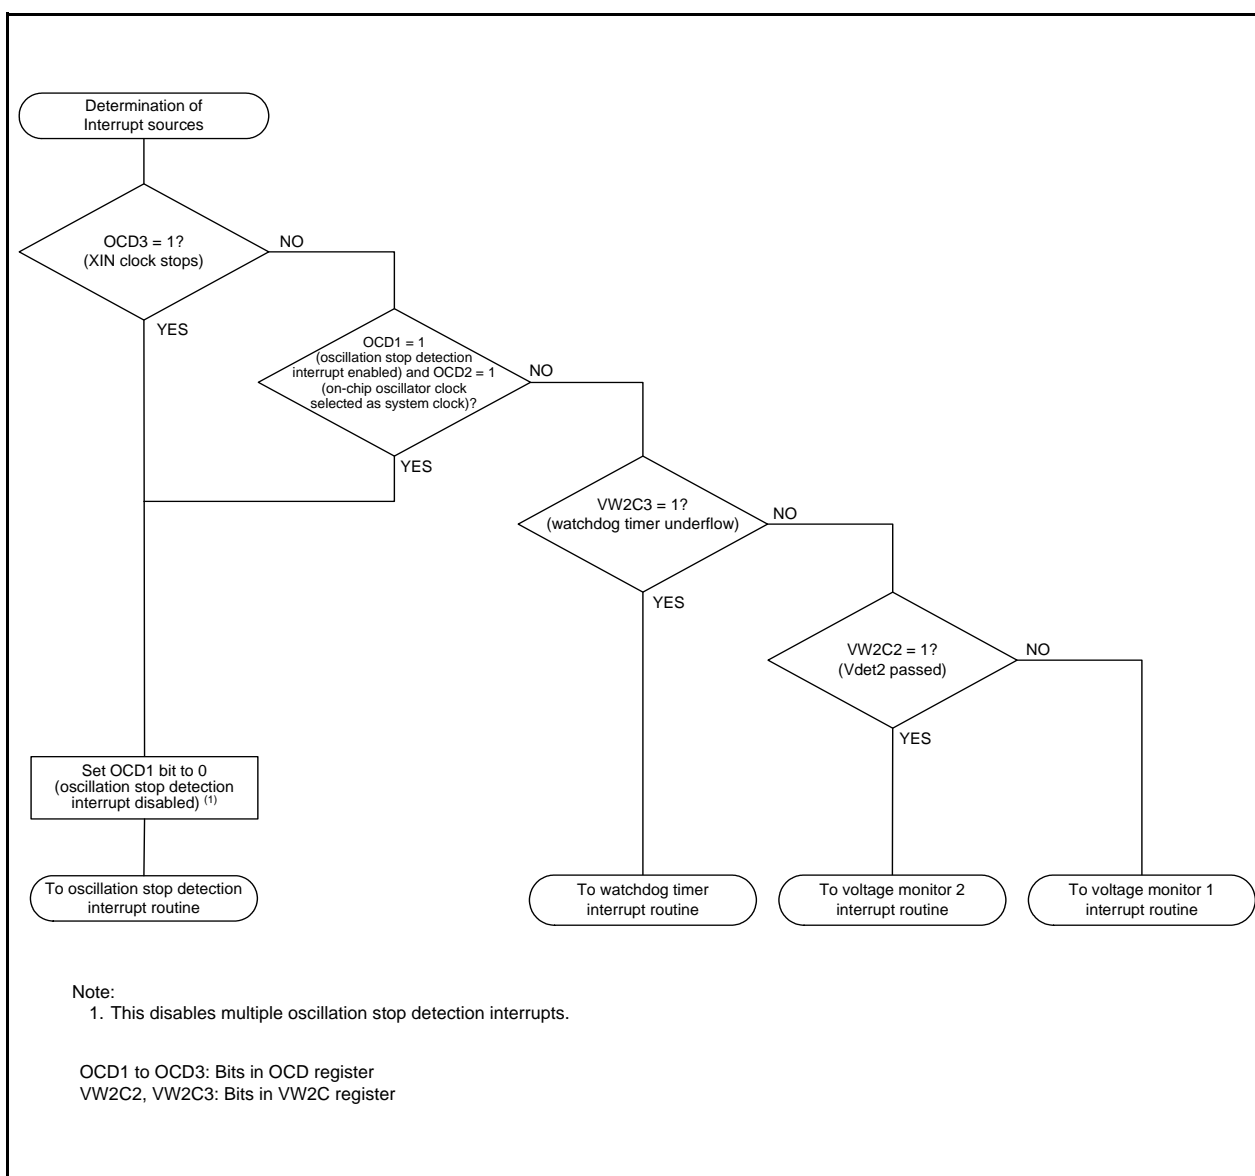 Determination of
Interrupt sources
OCD3 = 1?
(XIN clock stops)
NO
YES
OCD1 = 1
(oscillation stop detection
interrupt enabled) and OCD2 = 1
(on-chip oscillator clock
selected as system clock)?
NO
YES
VW2C3 = 1?
(watchdog timer underflow)
NO
YES
VW2C2 = 1?
(Vdet2 passed)
NO
YES
Set OCD1 bit to 0
(oscillation stop detection
interrupt disabled) (1)
To oscillation stop detection
interrupt routine
To watchdog timer
interrupt routine
To voltage monitor 2
interrupt routine
To voltage monitor 1
interrupt routine
Note:
1. This disables multiple oscillation stop detection interrupts.
OCD1 to OCD3: Bits in OCD register
VW2C2, VW2C3: Bits in VW2C register